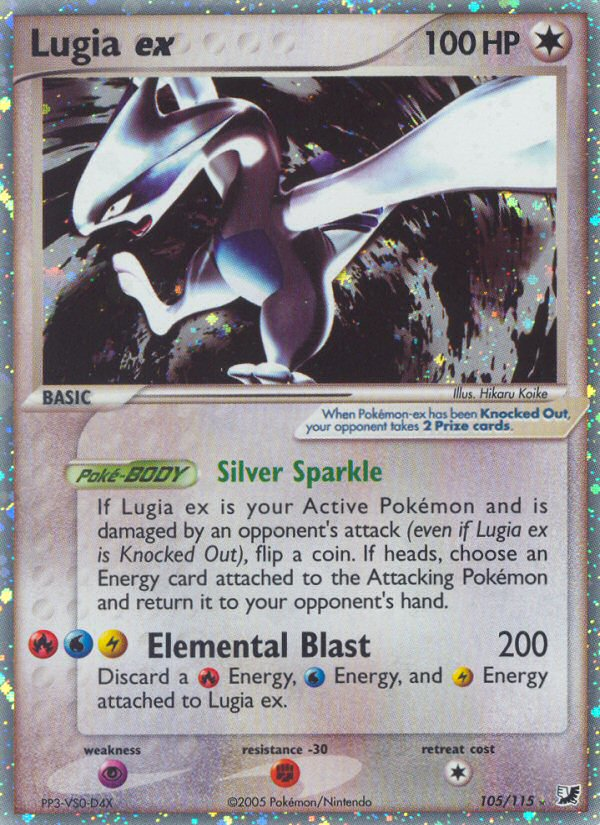 Lugia ex 100 HP
BASIC
Illus. Hikaru Koike
When Pokémon-ex has been Knocked Out,
your opponent takes 2 Prize cards.
Poké-BODY Silver Sparkle
If Lugia ex is your Active Pokémon and is
damaged by an opponent's attack (even if Lugia ex
is Knocked Out), flip a coin. If heads, choose an
Energy card attached to the Attacking Pokémon
and return it to your opponent's hand.
Elemental Blast 200
Discard a Energy, Energy, and Energy
attached to Lugia ex.
weakness resistance -30 retreat cost
PP3-VS0-D4X ©2005 Pokémon/Nintendo 105/115